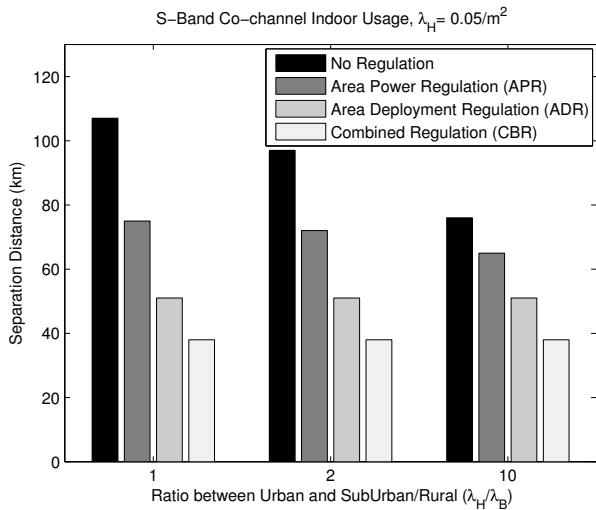 S-Band Co-channel Indoor Usage, λH= 0.05/m²
No Regulation
Area Power Regulation (APR)
Area Deployment Regulation (ADR)
Combined Regulation (CBR)
Separation Distance (km)
120
100
80
60
40
20
0
1
2
10
Ratio between Urban and SubUrban/Rural (λH/λB)